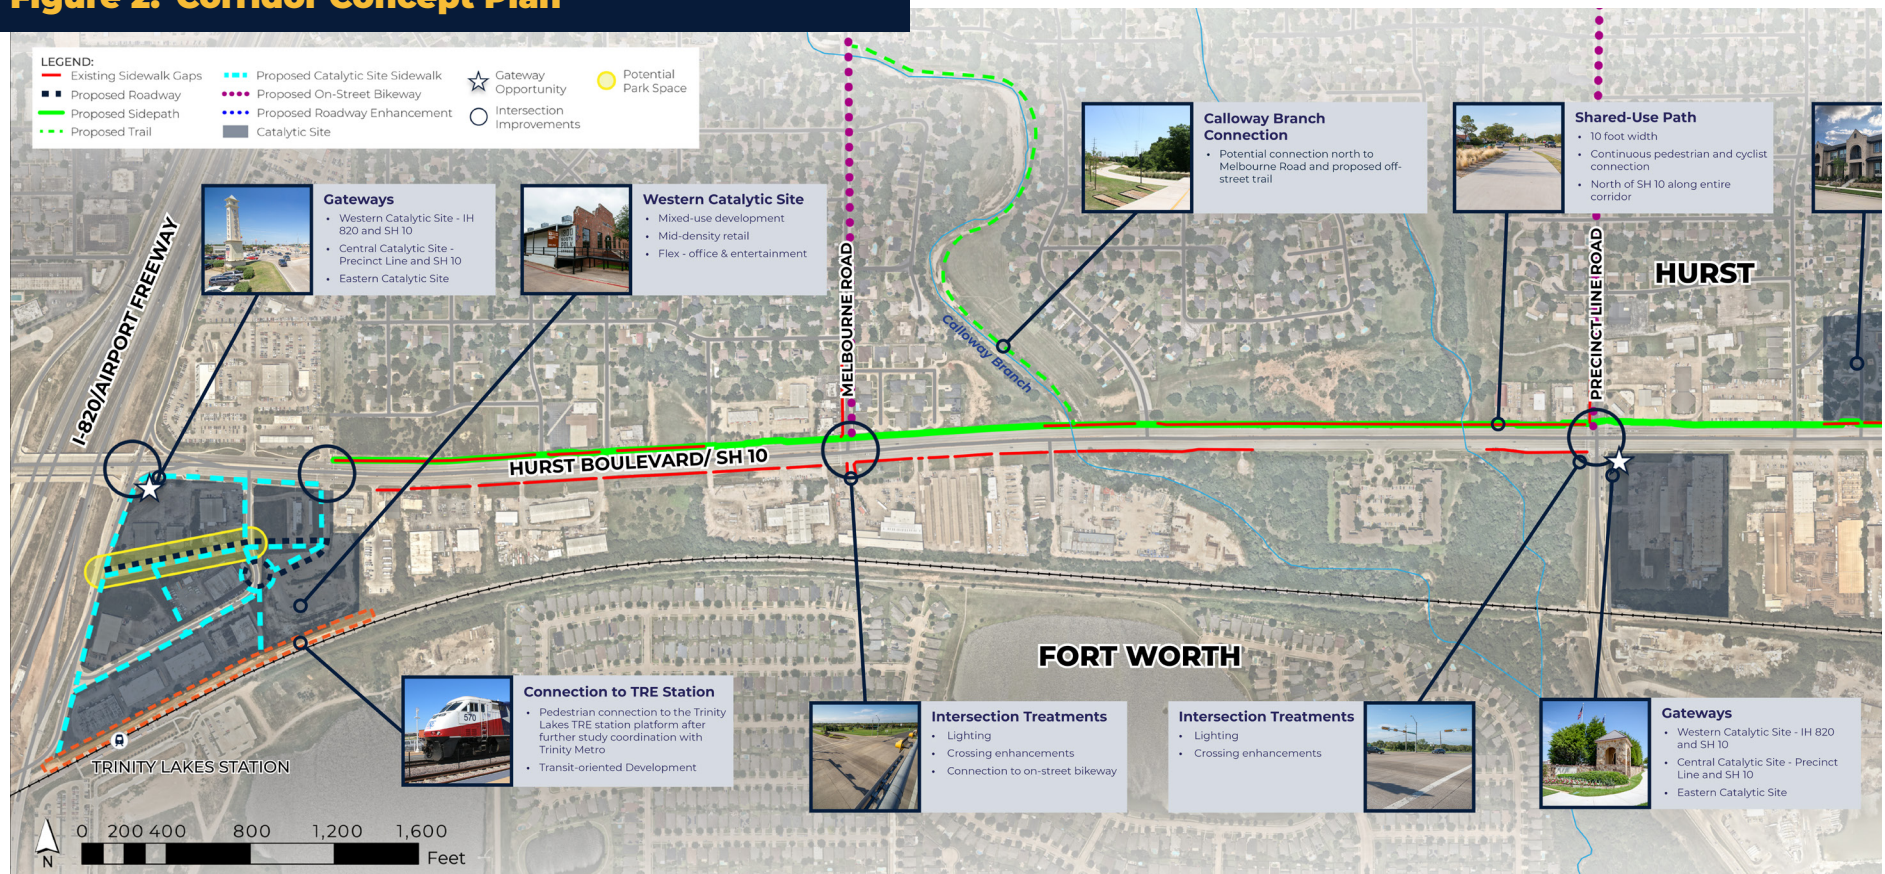 Figure 2. Corridor Concept Plan
LEGEND:
Existing Sidewalk Gaps
Proposed Roadway
Proposed Sidepath
Proposed Trail
Proposed Catalytic Site Sidewalk
Proposed On-Street Bikeway
Proposed Roadway Enhancement
Catalytic Site
Gateway
Opportunity
Intersection
Improvements
Potential
Park Space
Gateways
• Western Catalytic Site - IH
820 and SH 10
• Central Catalytic Site -
Precinct Line and SH 10
• Eastern Catalytic Site
Western Catalytic Site
• Mixed-use development
• Mid-density retail
• Flex - office & entertainment
Calloway Branch
Connection
• Potential connection north to
Melbourne Road and proposed off-
street trail
Shared-Use Path
• 10 foot width
• Continuous pedestrian and cyclist
connection
• North of SH 10 along entire
corridor
I-820/AIRPORT FREEWAY
MELBOURNE ROAD
Calloway Branch
PRECINCT LINE ROAD
HURST
HURST BOULEVARD/ SH 10
FORT WORTH
TRINITY LAKES STATION
Connection to TRE Station
• Pedestrian connection to the Trinity
Lakes TRE station platform after
further study coordination with
Trinity Metro
• Transit-oriented Development
570
Intersection Treatments
• Lighting
• Crossing enhancements
• Connection to on-street bikeway
Intersection Treatments
• Lighting
• Crossing enhancements
Gateways
• Western Catalytic Site - IH 820
and SH 10
• Central Catalytic Site - Precinct
Line and SH 10
• Eastern Catalytic Site
N
0 200 400 800 1,200 1,600
Feet